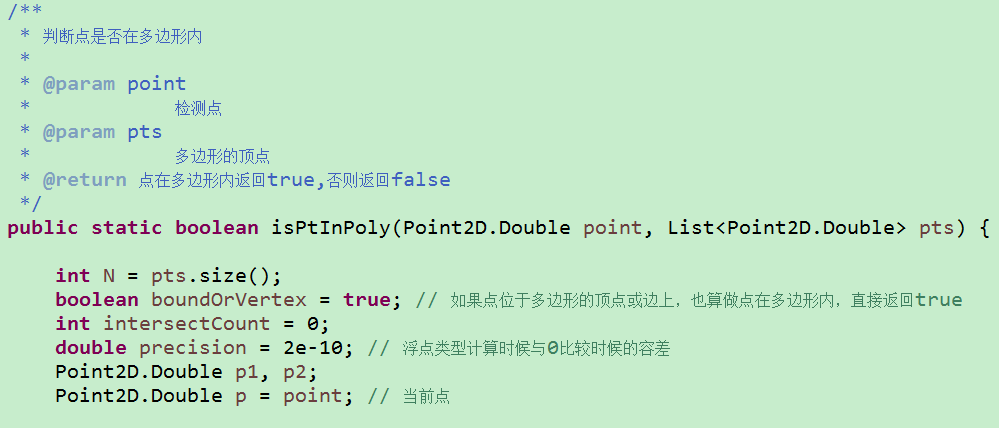 /**
 * 判断点是否在多边形内
 *
 * @param point
 *            检测点
 * @param pts
 *            多边形的顶点
 * @return 点在多边形内返回true,否则返回false
 */
public static boolean isPtInPoly(Point2D.Double point, List<Point2D.Double> pts) {
    int N = pts.size();
    boolean boundOrVertex = true; // 如果点位于多边形的顶点或边上，也算做点在多边形内，直接返回true
    int intersectCount = 0;
    double precision = 2e-10; // 浮点类型计算时候与0比较时候的容差
    Point2D.Double p1, p2;
    Point2D.Double p = point; // 当前点